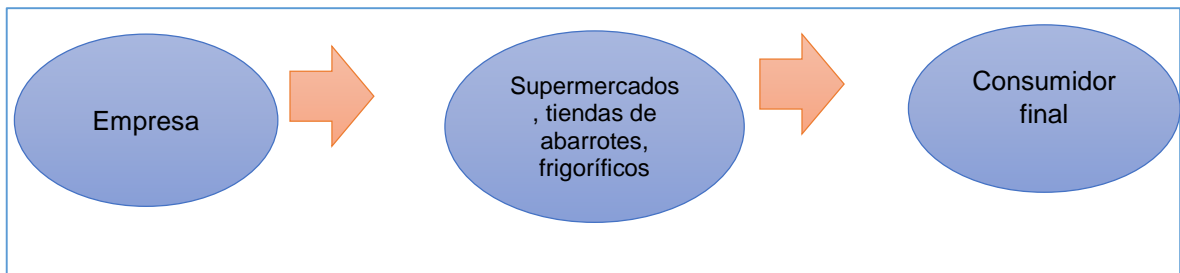 Empresa
Supermercados
, tiendas de
abarrotes,
frigoríficos
Consumidor
final